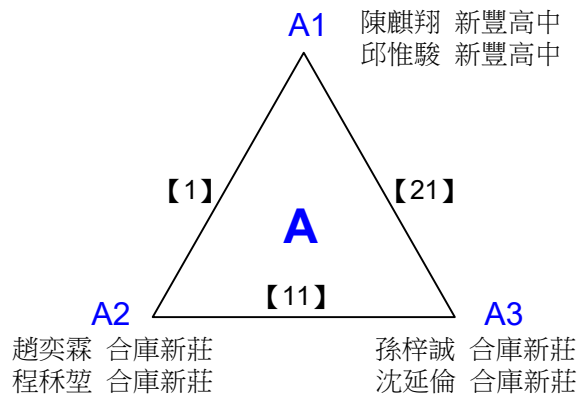 A1
陳麒翔 新豐高中
邱惟駿 新豐高中
【1】
【21】
A
【11】
A2
A3
趙奕霖 合庫新莊
程秝堃 合庫新莊
孫梓誠 合庫新莊
沈延倫 合庫新莊